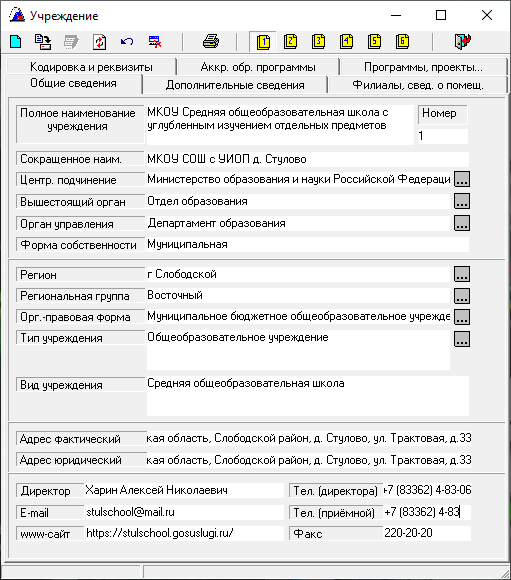 Учреждение
1 2 3 4 5 6
Кодировка и реквизиты Аккр. обр. программы Программы, проекты...
Общие сведения Дополнительные сведения Филиалы, свед. о помещ.
Полное наименование МКОУ Средняя общеобразовательная школа с Номер
учреждения углубленным изучением отдельных предметов 1
Сокращенное наим. МКОУ СОШ с УИОП д. Стулово
Центр. подчинение Министерство образования и науки Российской Федераци ...
Вышестоящий орган Отдел образования ...
Орган управления Департамент образования ...
Форма собственности Муниципальная
Регион г Слободской ...
Региональная группа Восточный ...
Орг.-правовая форма Муниципальное бюджетное общеобразовательное учрежде ...
Тип учреждения Общеобразовательное учреждение ...
Вид учреждения Средняя общеобразовательная школа
Адрес фактический кая область, Слободской район, д. Стулово, ул. Трактовая, д.33
Адрес юридический кая область, Слободской район, д. Стулово, ул. Трактовая, д.33
Директор Харин Алексей Николаевич Тел. (директора) +7 (83362) 4-83-06
E-mail stulschool@mail.ru Тел. (приёмной) +7 (83362) 4-83
www-сайт https://stulschool.gosuslugi.ru/ Факс 220-20-20